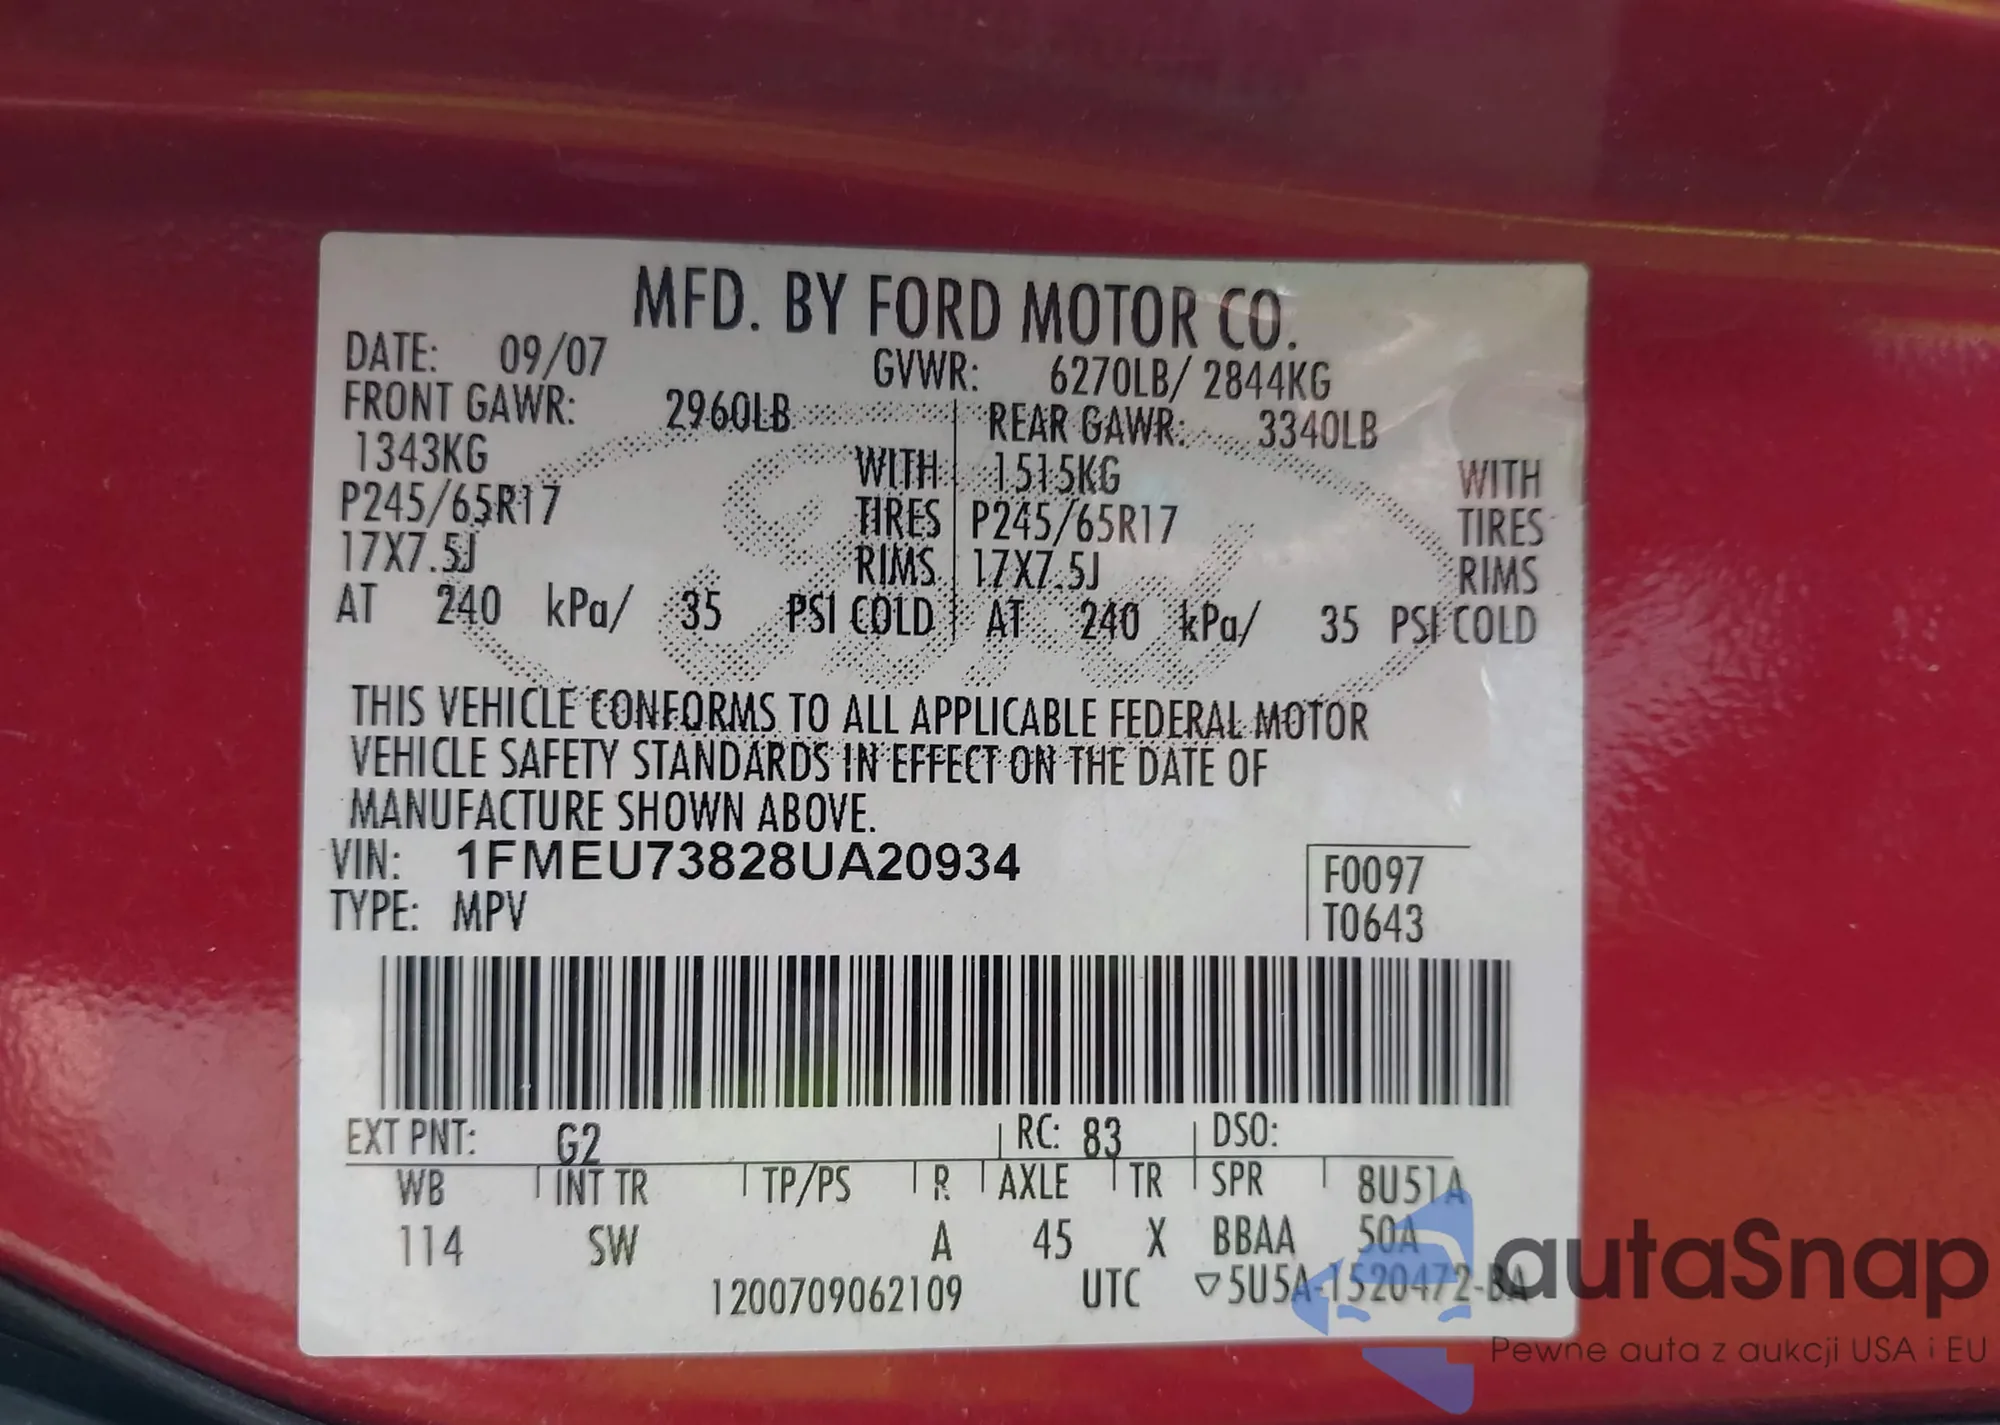 MFD. BY FORD MOTOR CO.
DATE: 09/07 GVWR: 6270LB/ 2844KG
FRONT GAWR: 2960LB REAR GAWR: 3340LB
1343KG WITH 1515KG WITH
P245/65R17 TIRES P245/65R17 TIRES
17X7.5J RIMS 17X7.5J RIMS
AT 240 kPa/ 35 PSI COLD AT 240 kPa/ 35 PSI COLD
THIS VEHICLE CONFORMS TO ALL APPLICABLE FEDERAL MOTOR
VEHICLE SAFETY STANDARDS IN EFFECT ON THE DATE OF
MANUFACTURE SHOWN ABOVE.
VIN: 1FMEU73828UA20934 F0097
TYPE: MPV T0643
EXT PNT: G2 RC: 83 DSO:
WB INT TR TP/PS R AXLE TR SPR 8U51A
114 SW A 45 X BBAA 50A
1200709062109 UTC ▽5U5A-1520472-BA
autaSnap
Pewne auta z aukcji USA i EU